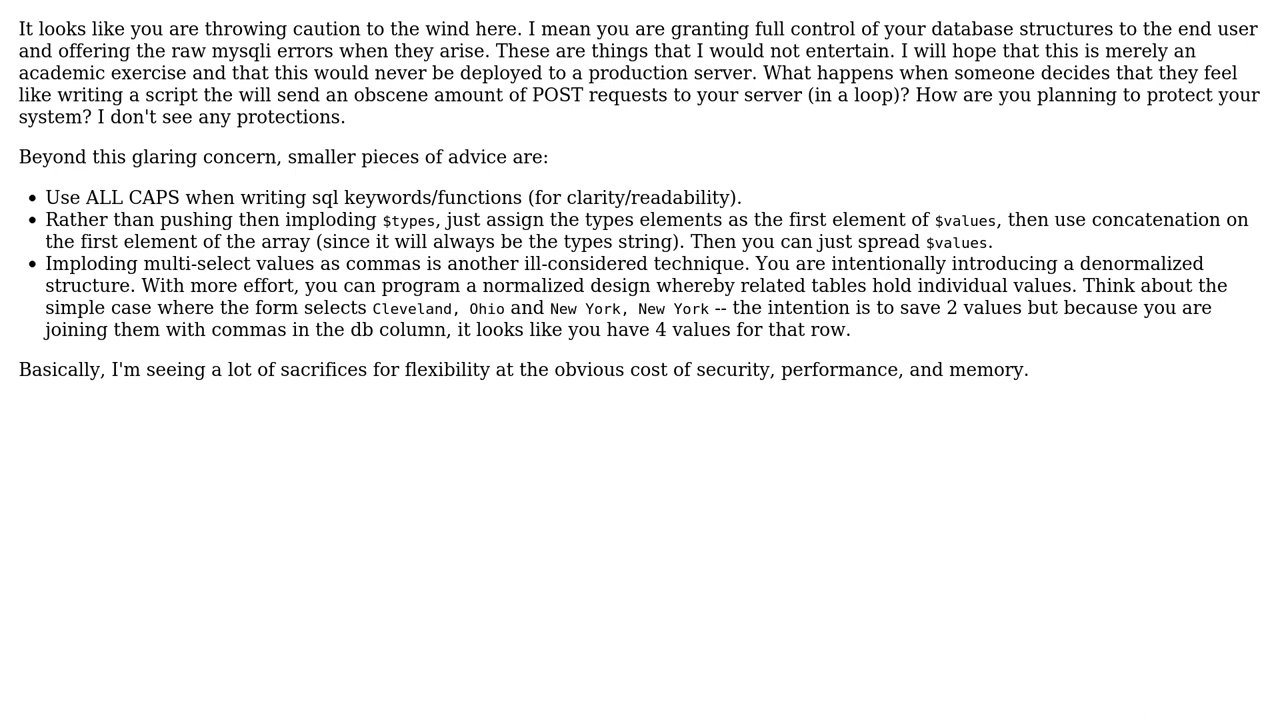 It looks like you are throwing caution to the wind here. I mean you are granting full control of your database structures to the end user
and offering the raw mysqli errors when they arise. These are things that I would not entertain. I will hope that this is merely an
academic exercise and that this would never be deployed to a production server. What happens when someone decides that they feel
like writing a script the will send an obscene amount of POST requests to your server (in a loop)? How are you planning to protect your
system? I don't see any protections.
Beyond this glaring concern, smaller pieces of advice are:
• Use ALL CAPS when writing sql keywords/functions (for clarity/readability).
• Rather than pushing then imploding $types, just assign the types elements as the first element of $values, then use concatenation on
the first element of the array (since it will always be the types string). Then you can just spread $values.
• Imploding multi-select values as commas is another ill-considered technique. You are intentionally introducing a denormalized
structure. With more effort, you can program a normalized design whereby related tables hold individual values. Think about the
simple case where the form selects Cleveland, Ohio and New York, New York -- the intention is to save 2 values but because you are
joining them with commas in the db column, it looks like you have 4 values for that row.
Basically, I'm seeing a lot of sacrifices for flexibility at the obvious cost of security, performance, and memory.